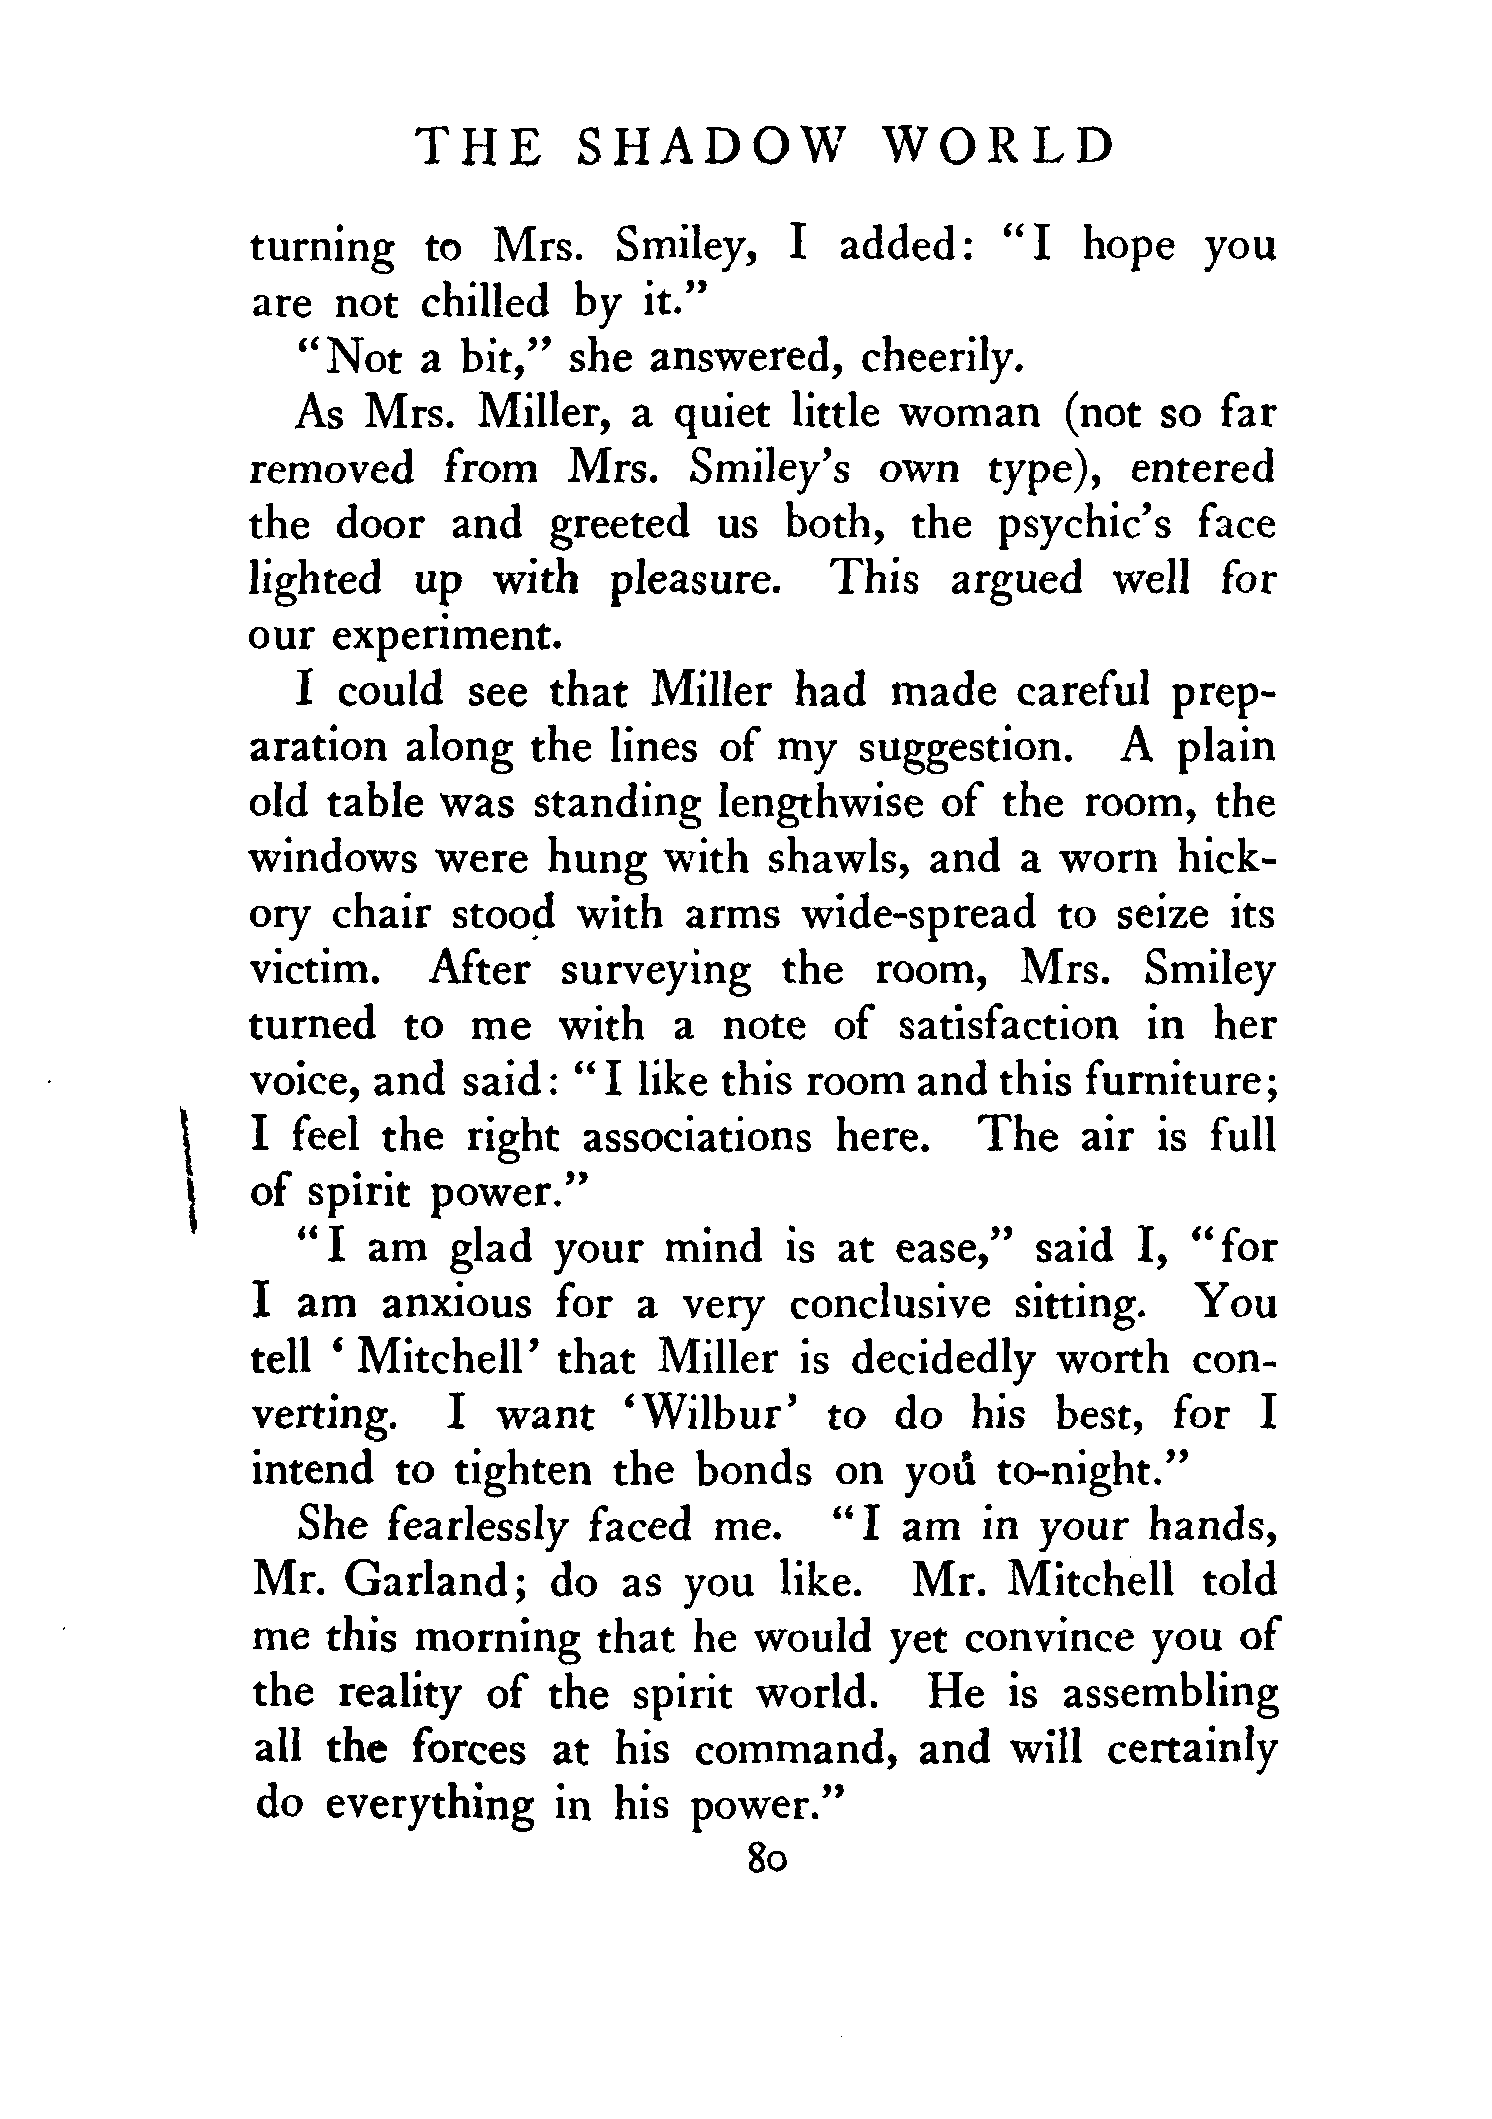 THE SHADOW WORLD
turning to Mrs. Smiley, I added: "I hope you
are not chilled by it."
"Not a bit," she answered, cheerily.
As Mrs. Miller, a quiet little woman (not so far
removed from Mrs. Smiley's own type), entered
the door and greeted us both, the psychic's face
lighted up with pleasure. This argued well for
our experiment.
I could see that Miller had made careful prep-
aration along the lines of my suggestion. A plain
old table was standing lengthwise of the room, the
windows were hung with shawls, and a worn hick-
ory chair stood with arms wide-spread to seize its
victim. After surveying the room, Mrs. Smiley
turned to me with a note of satisfaction in her
voice, and said: "I like this room and this furniture;
I feel the right associations here. The air is full
of spirit power."
"I am glad your mind is at ease," said I, "for
I am anxious for a very conclusive sitting. You
tell 'Mitchell' that Miller is decidedly worth con-
verting. I want 'Wilbur' to do his best, for I
intend to tighten the bonds on you to-night."
She fearlessly faced me. "I am in your hands,
Mr. Garland; do as you like. Mr. Mitchell told
me this morning that he would yet convince you of
the reality of the spirit world. He is assembling
all the forces at his command, and will certainly
do everything in his power."
80